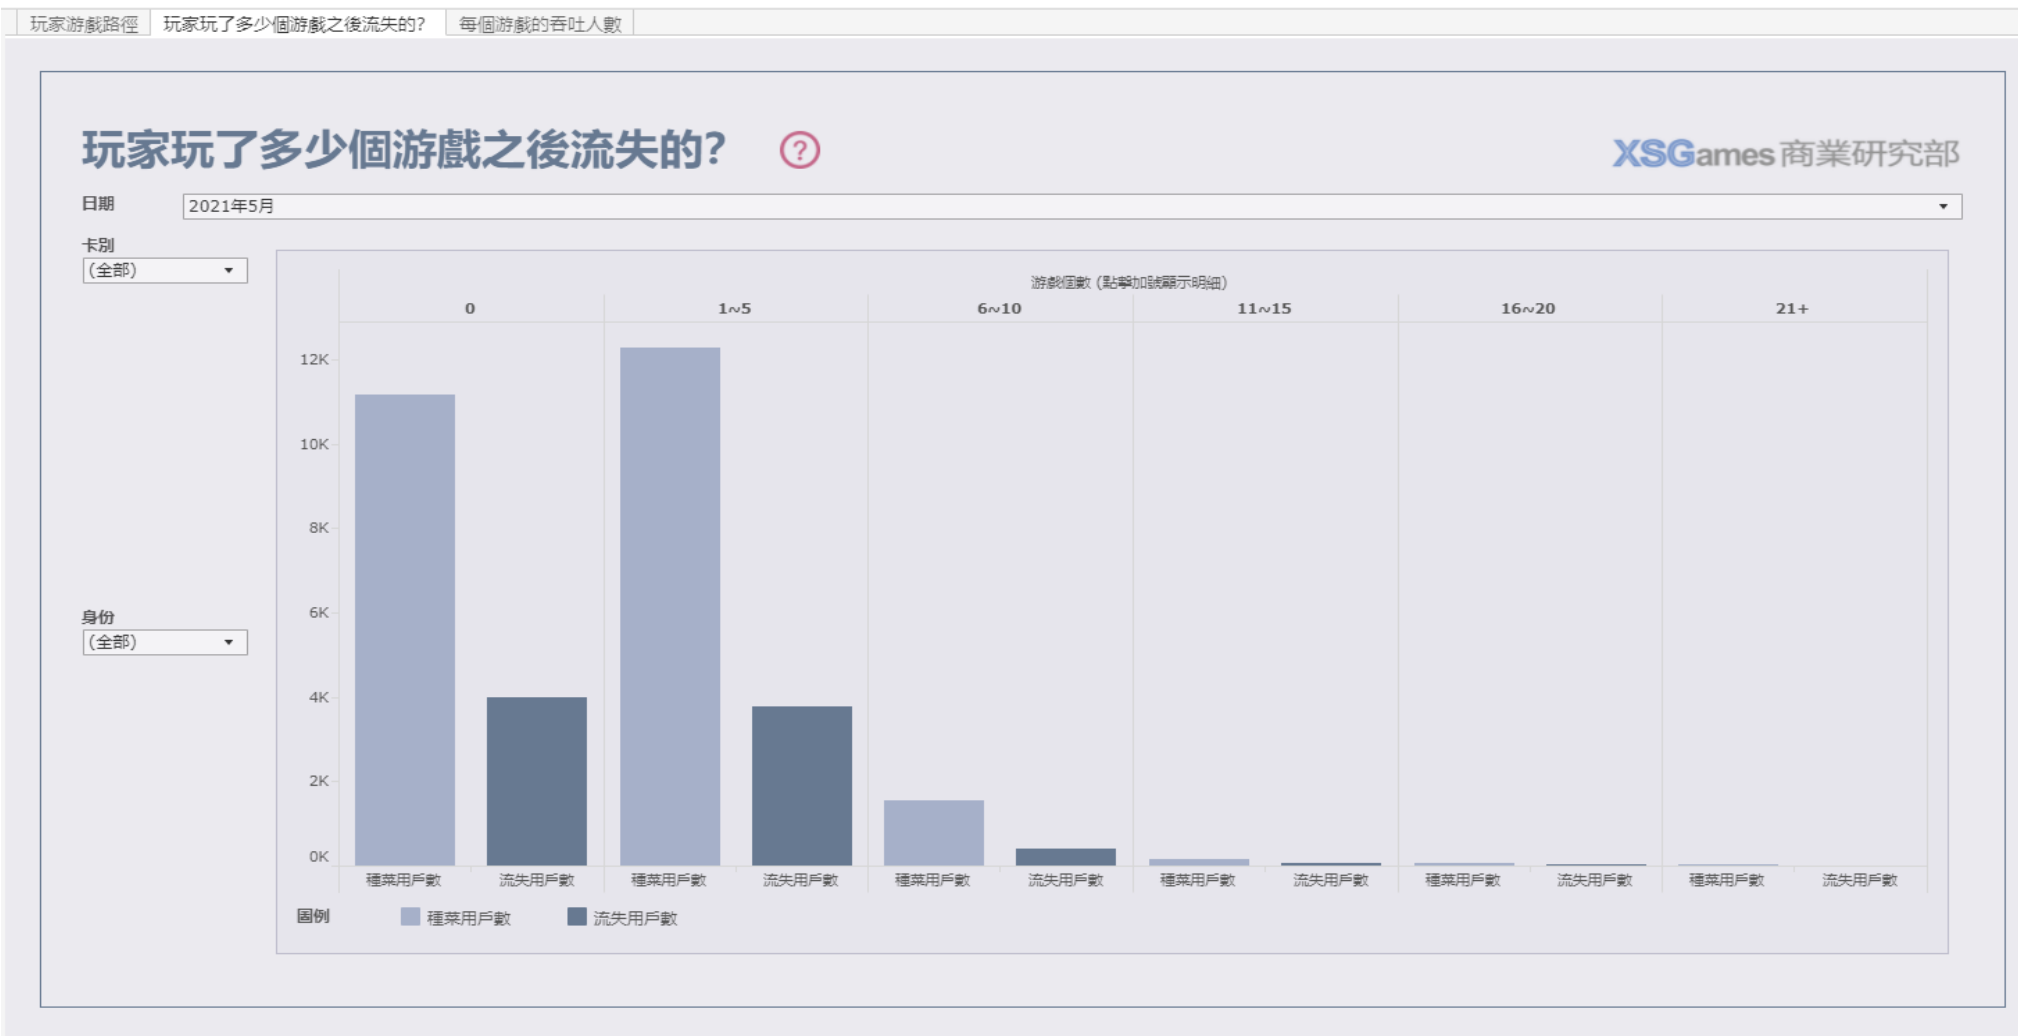 玩家游戲路徑 玩家玩了多少個游戲之後流失的? 每個游戲的吞吐人數
玩家玩了多少個游戲之後流失的? ?
XSGames商業研究部
日期 2021年5月
卡別
(全部)
游戲個數 (點擊加號顯示明細)
0 1~5 6~10 11~15 16~20 21+
12K
10K
8K
6K
4K
2K
0K
身份
(全部)
種菜用戶數 流失用戶數 種菜用戶數 流失用戶數 種菜用戶數 流失用戶數 種菜用戶數 流失用戶數 種菜用戶數 流失用戶數 種菜用戶數 流失用戶數
圖例 種菜用戶數 流失用戶數